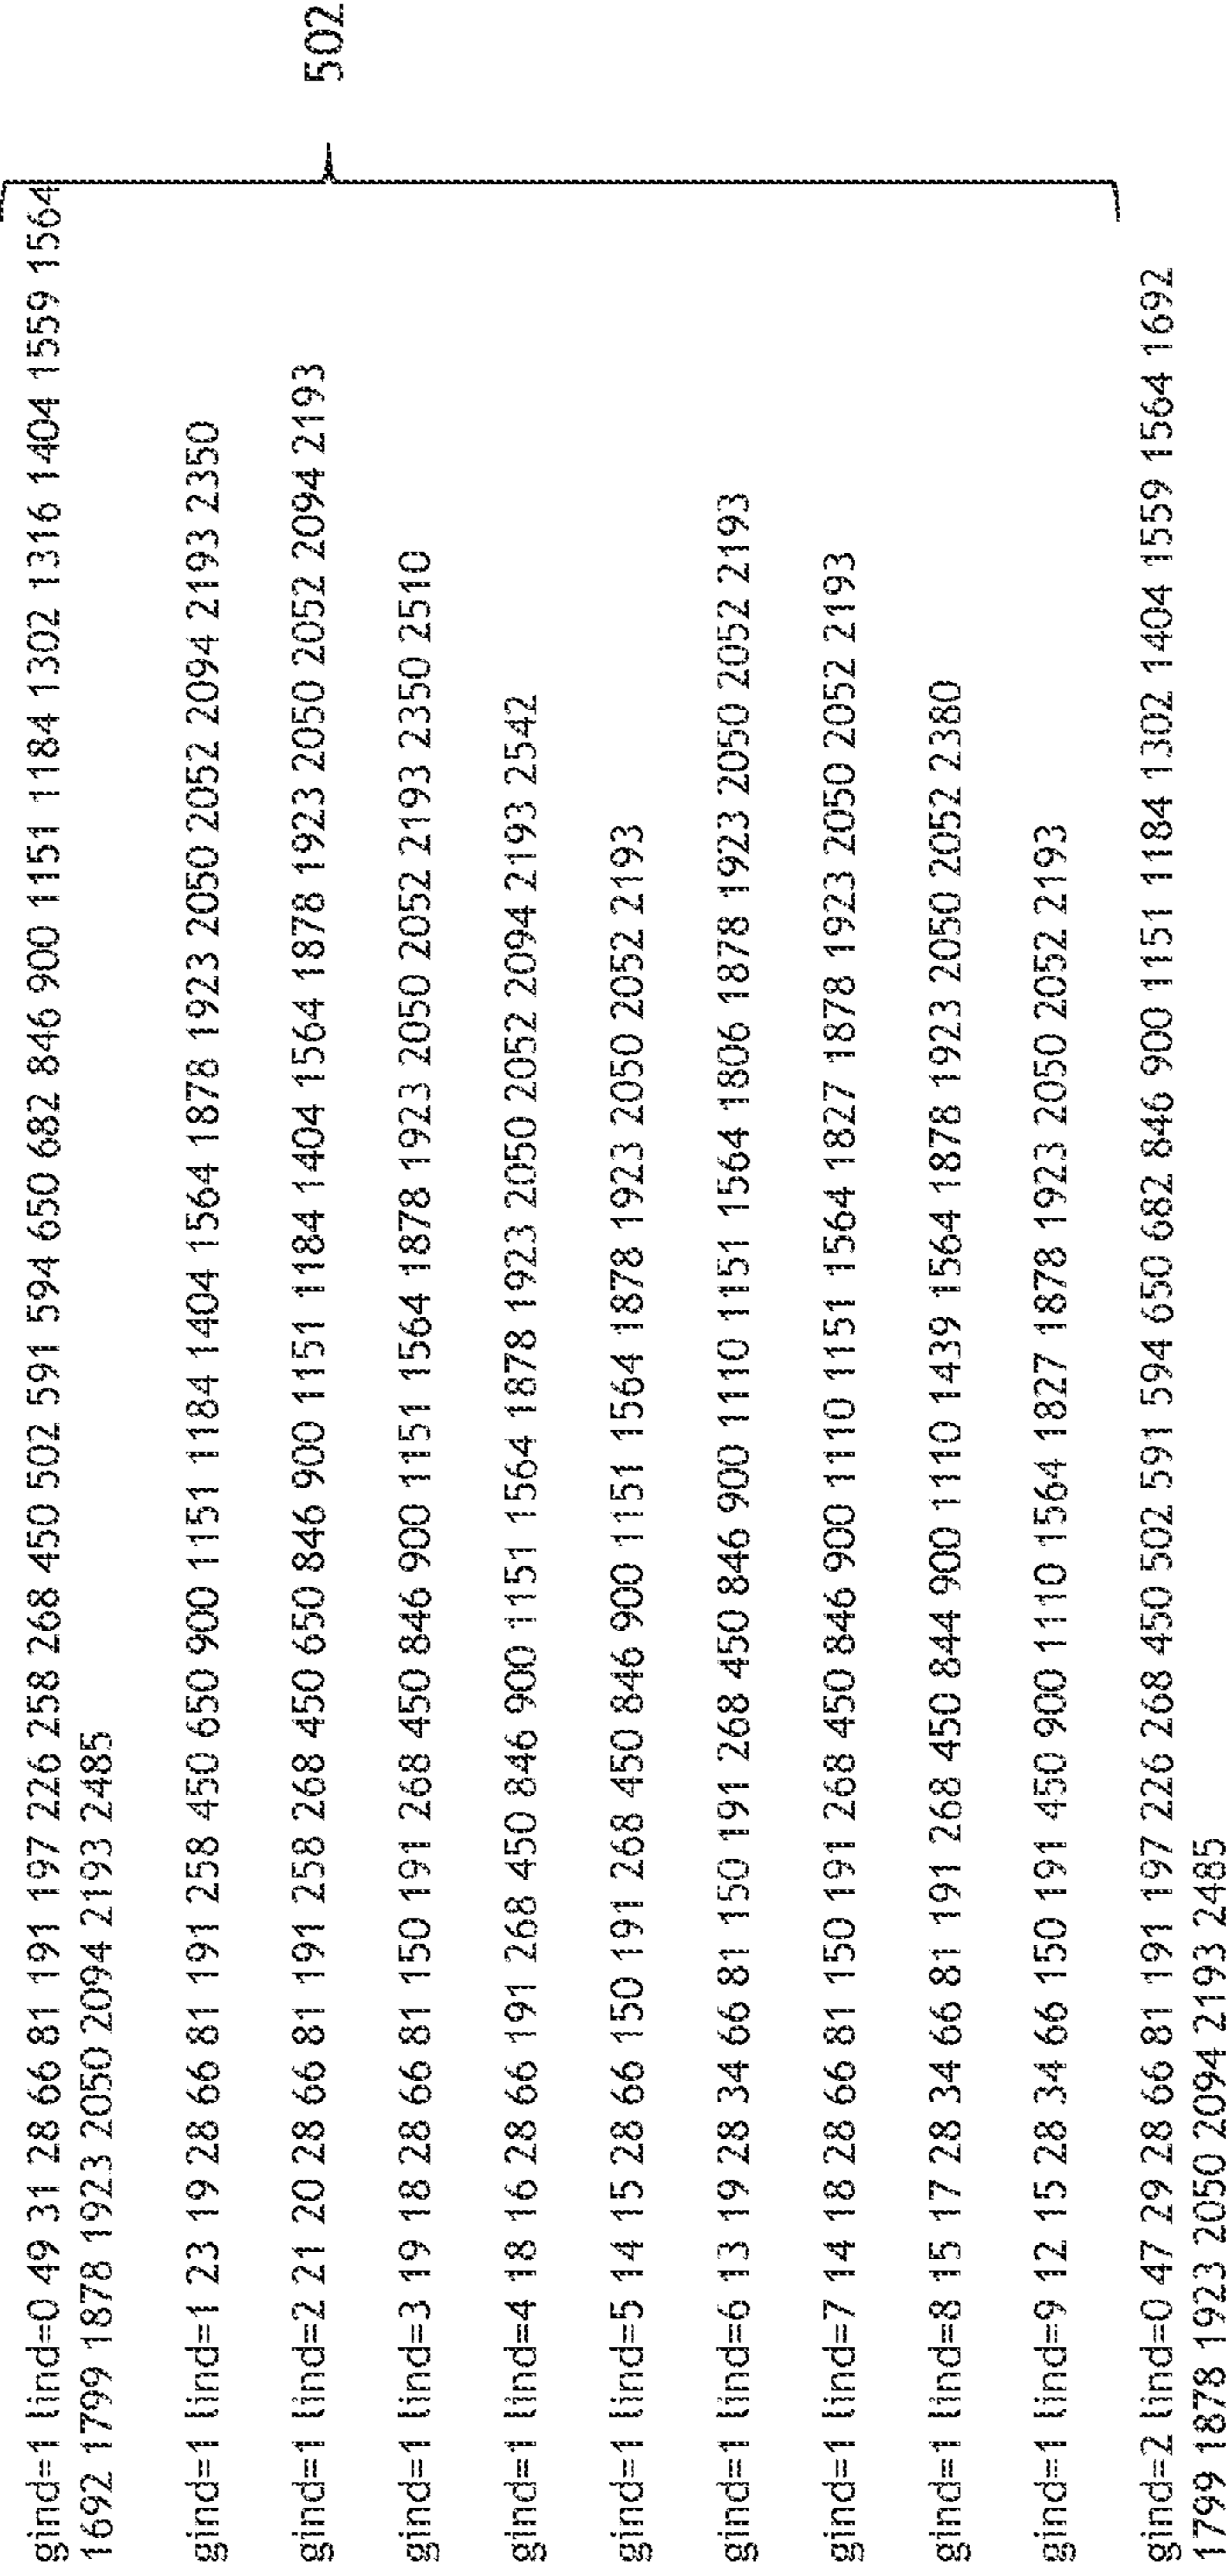 gind=1 lind=0 49 31 28 66 81 191 197 226 258 268 450 502 591 594 650 682 846 900 1151 1184 1302 1316 1404 1559 1564
1692 1799 1878 1923 2050 2094 2193 2485
gind=1 lind=1 23 19 28 66 81 191 258 450 650 900 1151 1184 1404 1564 1878 1923 2050 2052 2094 2193 2350
gind=1 lind=2 21 20 28 66 81 191 258 268 450 650 846 900 1151 1184 1404 1564 1878 1923 2050 2052 2094 2193
gind=1 lind=3 19 18 28 66 81 150 191 268 450 846 900 1151 1564 1878 1923 2050 2052 2193 2350 2510
gind=1 lind=4 18 16 28 66 191 268 450 846 900 1151 1564 1878 1923 2050 2052 2094 2193 2542
gind=1 lind=5 14 15 28 66 150 191 268 450 846 900 1151 1564 1878 1923 2050 2052 2193
gind=1 lind=6 13 19 28 34 66 81 150 191 268 450 846 900 1110 1151 1564 1806 1878 1923 2050 2052 2193
gind=1 lind=7 14 18 28 66 81 150 191 268 450 846 900 1110 1151 1564 1827 1878 1923 2050 2052 2193
gind=1 lind=8 15 17 28 34 66 81 191 268 450 844 900 1110 1439 1564 1878 1923 2050 2052 2380
gind=1 lind=9 12 15 28 34 66 150 191 450 900 1110 1564 1827 1878 1923 2050 2052 2193
gind=2 lind=0 47 29 28 66 81 191 197 226 268 450 502 591 594 650 682 846 900 1151 1184 1302 1404 1559 1564 1692
1799 1878 1923 2050 2094 2193 2485
502